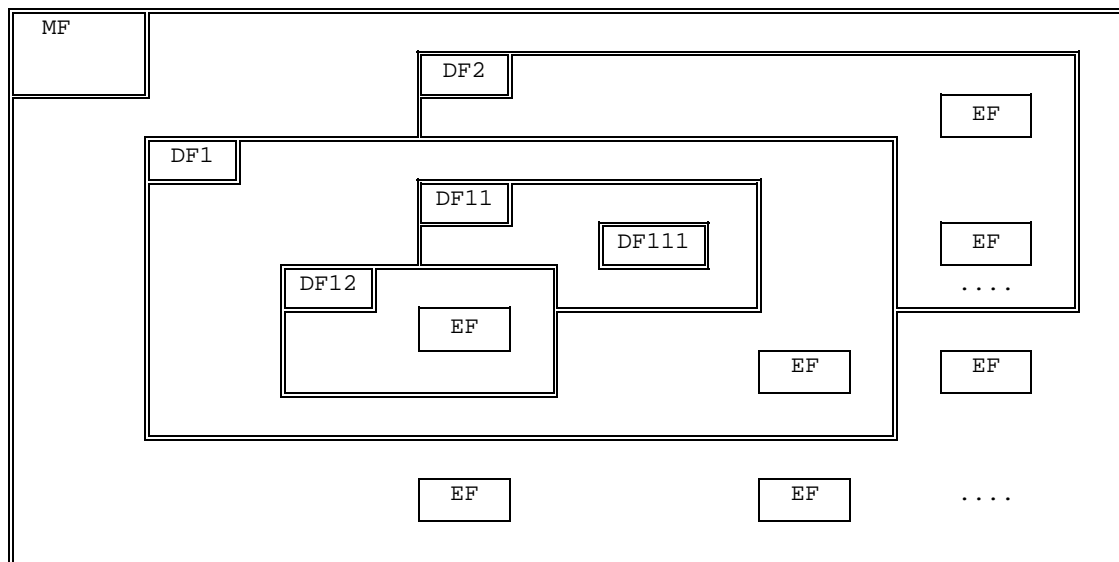 MF
DF2
EF
DF1
DF11
DF111
EF
DF12
....
EF
EF
EF
EF
EF
....